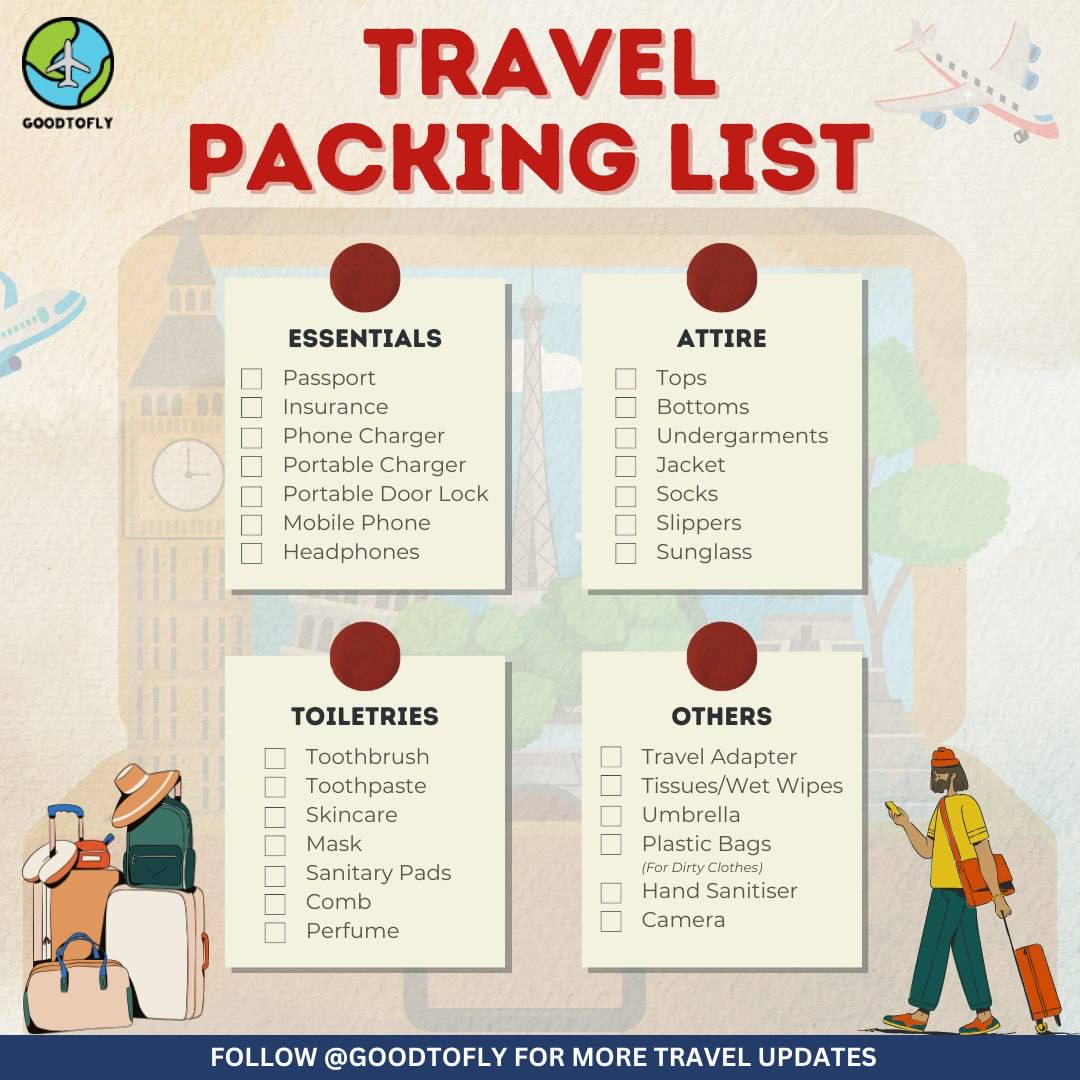 GOODTOFLY
TRAVEL
PACKING LIST
ESSENTIALS
Passport
Insurance
Phone Charger
Portable Charger
Portable Door Lock
Mobile Phone
Headphones
ATTIRE
Tops
Bottoms
Undergarments
Jacket
Socks
Slippers
Sunglass
TOILETRIES
Toothbrush
Toothpaste
Skincare
Mask
Sanitary Pads
Comb
Perfume
OTHERS
Travel Adapter
Tissues/Wet Wipes
Umbrella
Plastic Bags
(For Dirty Clothes)
Hand Sanitiser
Camera
FOLLOW @GOODTOFLY FOR MORE TRAVEL UPDATES